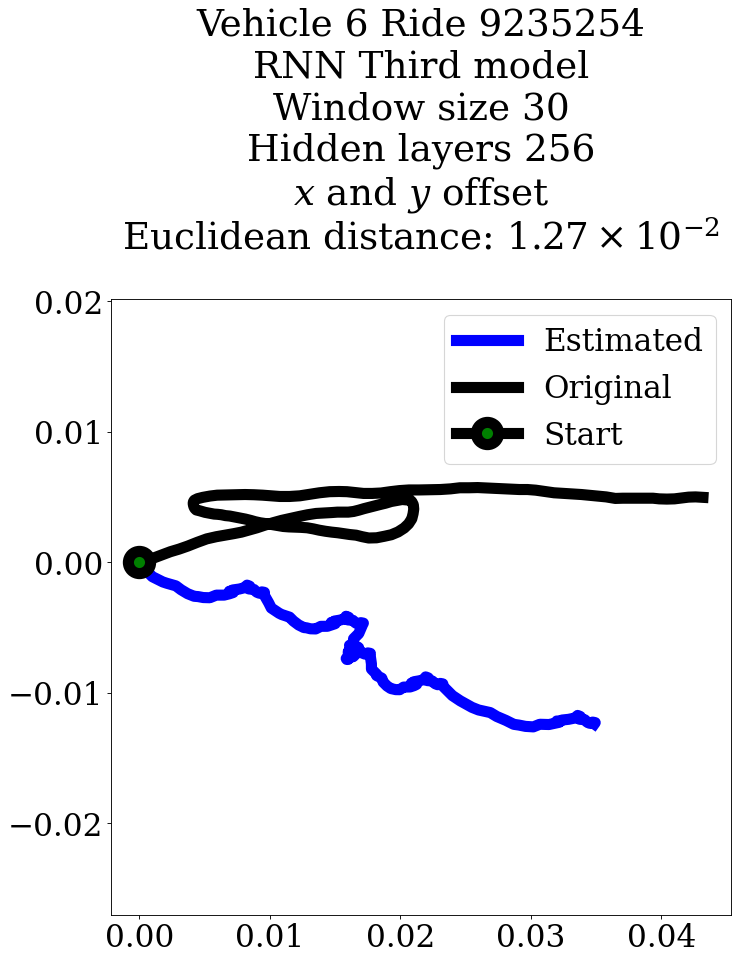 Vehicle 6 Ride 9235254
RNN Third model
Window size 30
Hidden layers 256
x and y offset
Euclidean distance: 1.27 × 10⁻²
0.02
0.01
0.00
−0.01
−0.02
Estimated
Original
Start
0.00 0.01 0.02 0.03 0.04